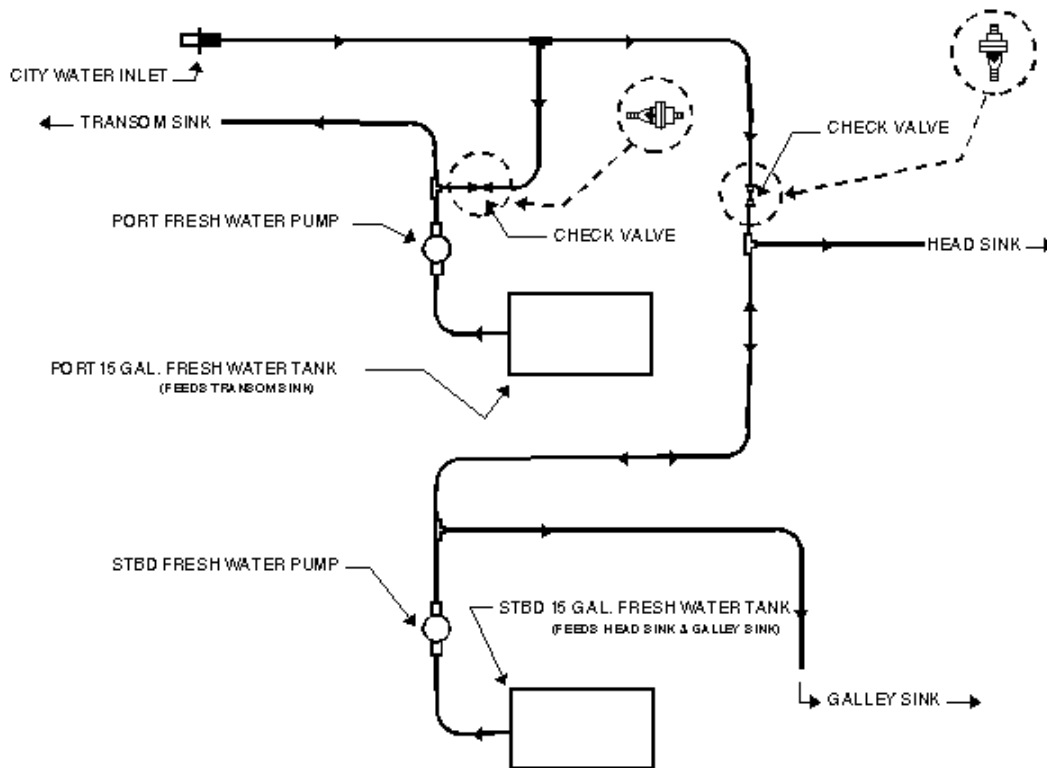 CITY WATER INLET
TRANSOM SINK
CHECK VALVE
PORT FRESH WATER PUMP
CHECK VALVE
HEAD SINK
PORT 15 GAL. FRESH WATER TANK
(FEEDS TRANSOM SINK)
STBD FRESH WATER PUMP
STBD 15 GAL. FRESH WATER TANK
(FEEDS HEAD SINK & GALLEY SINK)
GALLEY SINK